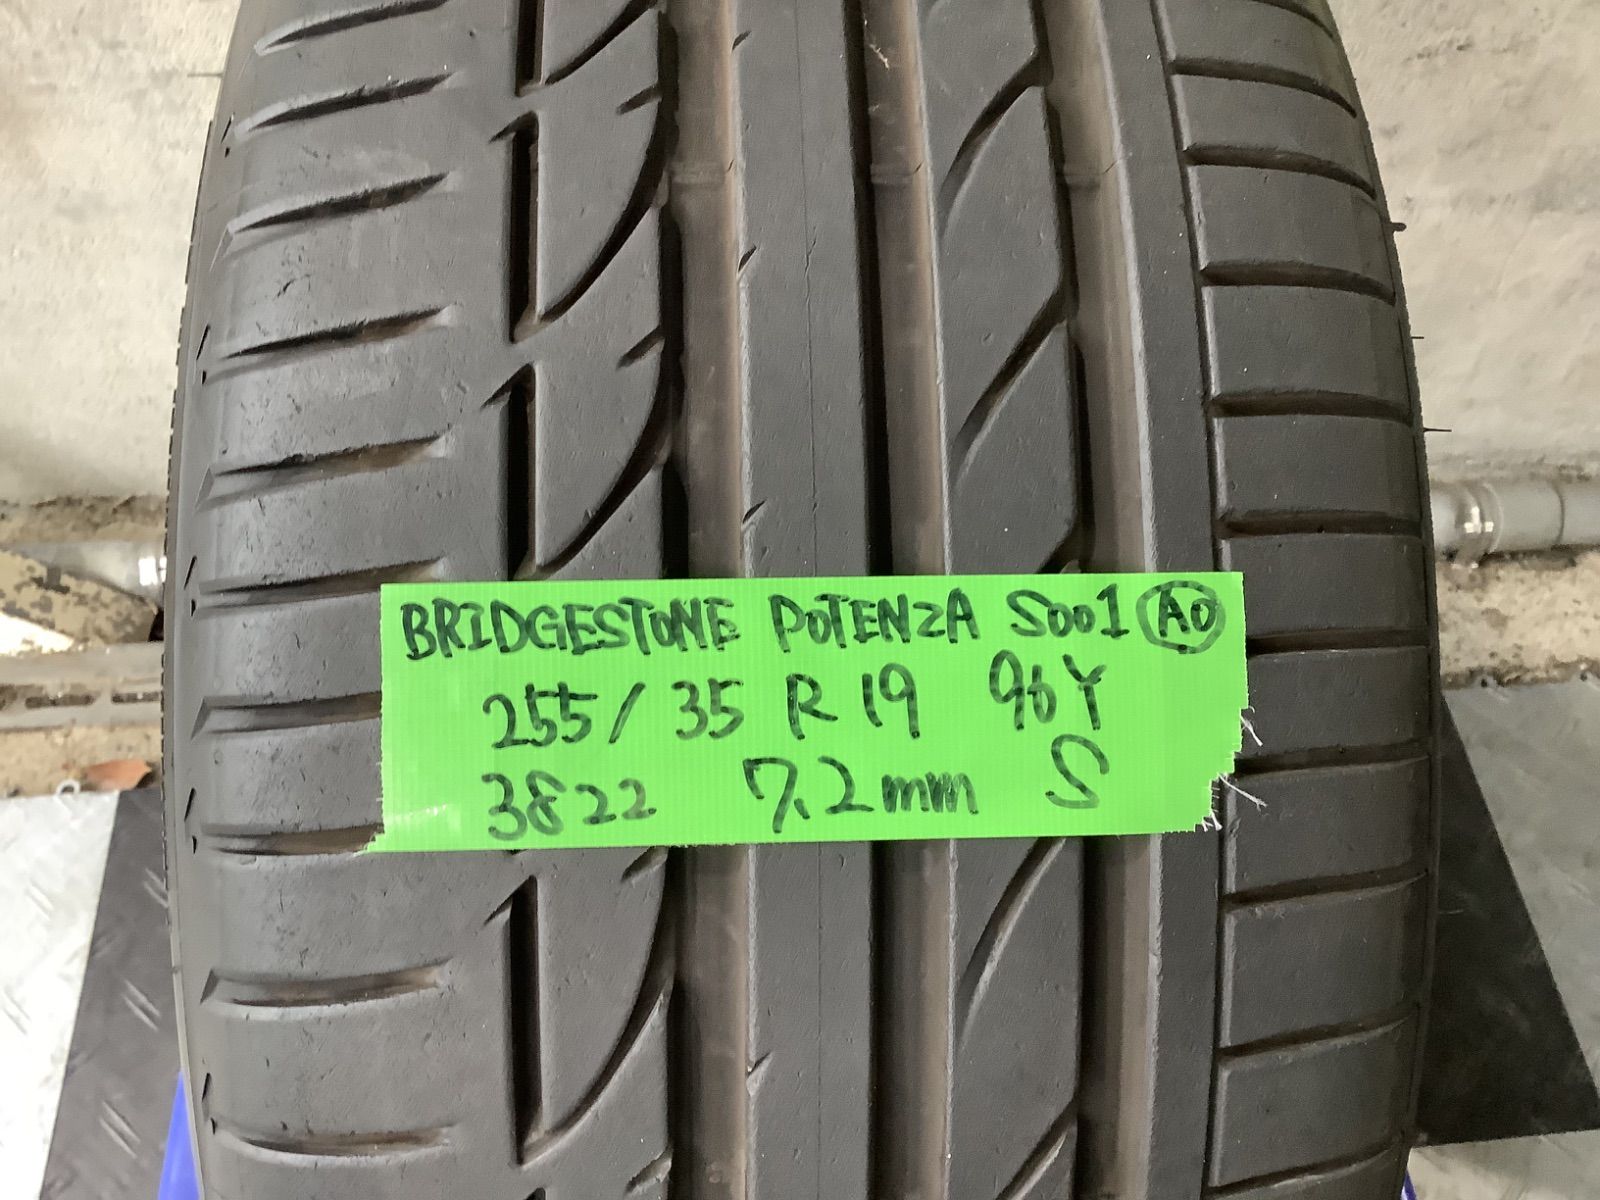 BRIDGESTONE POTENZA S001 AO
255/35 R19 96Y
3822 7.2mm S